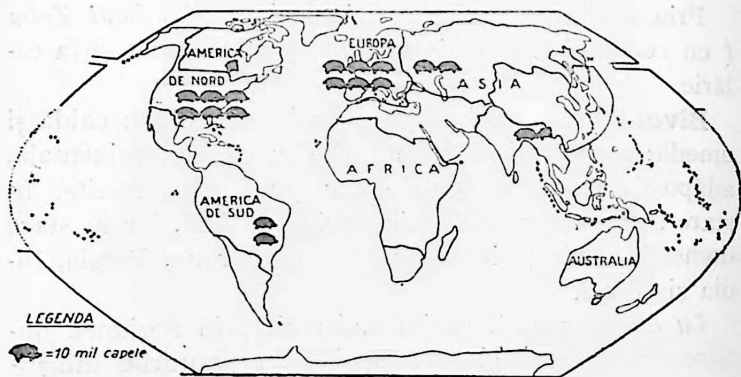 AMERICA
DE NORD
EUROPA
ASIA
AFRICA
AMERICA
DE SUD
AUSTRALIA
LEGENDA
=10 mil capete